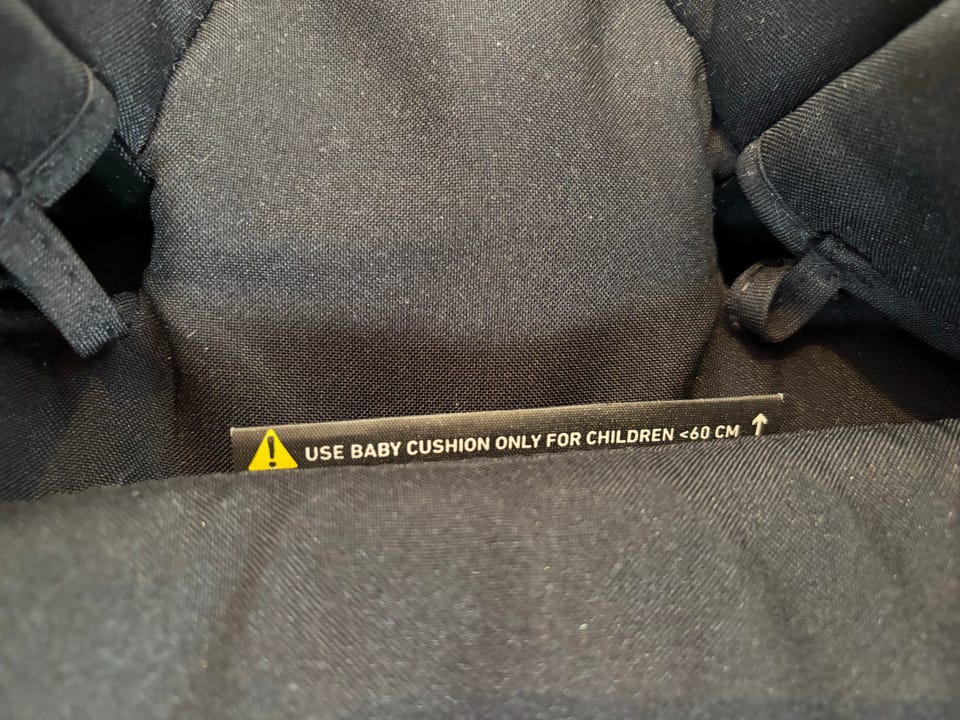 USE BABY CUSHION ONLY FOR CHILDREN <60 CM ↑